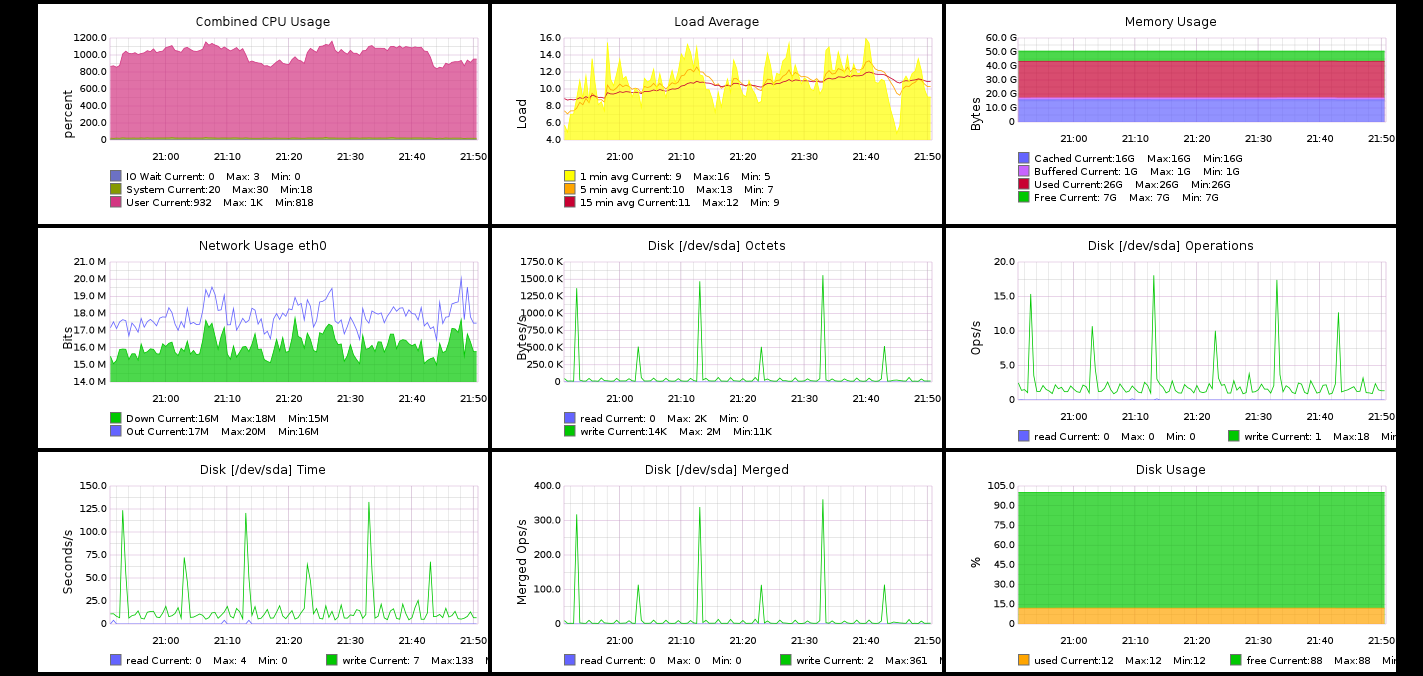 Combined CPU Usage
1200.0
1000.0
800.0
600.0
400.0
200.0
0
percent
21:00 21:10 21:20 21:30 21:40 21:50
IO Wait Current: 0 Max: 3 Min: 0
System Current:20 Max:30 Min:18
User Current:932 Max: 1K Min:818
Load Average
16.0
14.0
12.0
10.0
8.0
6.0
4.0
Load
21:00 21:10 21:20 21:30 21:40 21:50
1 min avg Current: 9 Max:16 Min: 5
5 min avg Current:10 Max:13 Min: 7
15 min avg Current:11 Max:12 Min: 9
Memory Usage
60.0 G
50.0 G
40.0 G
30.0 G
20.0 G
10.0 G
0
Bytes
21:00 21:10 21:20 21:30 21:40 21:50
Cached Current:16G Max:16G Min:16G
Buffered Current: 1G Max: 1G Min: 1G
Used Current:26G Max:26G Min:26G
Free Current: 7G Max: 7G Min: 7G
Network Usage eth0
21.0 M
20.0 M
19.0 M
18.0 M
17.0 M
16.0 M
15.0 M
14.0 M
Bits
21:00 21:10 21:20 21:30 21:40 21:50
Down Current:16M Max:18M Min:15M
Out Current:17M Max:20M Min:16M
Disk [/dev/sda] Octets
1750.0 K
1500.0 K
1250.0 K
1000.0 K
750.0 K
500.0 K
250.0 K
0
Bytes/s
21:00 21:10 21:20 21:30 21:40 21:50
read Current: 0 Max: 2K Min: 0
write Current:14K Max: 2M Min:11K
Disk [/dev/sda] Operations
20.0
15.0
10.0
5.0
0
Ops/s
21:00 21:10 21:20 21:30 21:40 21:50
read Current: 0 Max: 0 Min: 0 write Current: 1 Max:18
Disk [/dev/sda] Time
150.0
125.0
100.0
75.0
50.0
25.0
0
Seconds/s
21:00 21:10 21:20 21:30 21:40 21:50
read Current: 0 Max: 4 Min: 0 write Current: 7 Max:133
Disk [/dev/sda] Merged
400.0
300.0
200.0
100.0
0
Merged Ops/s
21:00 21:10 21:20 21:30 21:40 21:50
read Current: 0 Max: 0 Min: 0 write Current: 2 Max:361
Disk Usage
105.0
90.0
75.0
60.0
45.0
30.0
15.0
0
%
21:00 21:10 21:20 21:30 21:40 21:50
used Current:12 Max:12 Min:12 free Current:88 Max:88